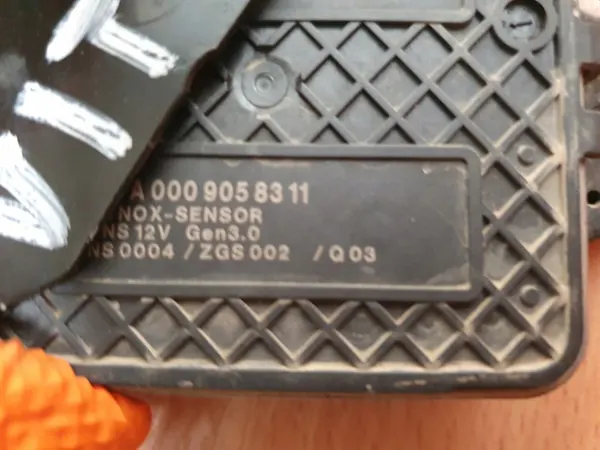 A 000 905 83 11
NOX-SENSOR
NS 12V Gen3.0
NS 0004 / ZGS 002 / Q 03